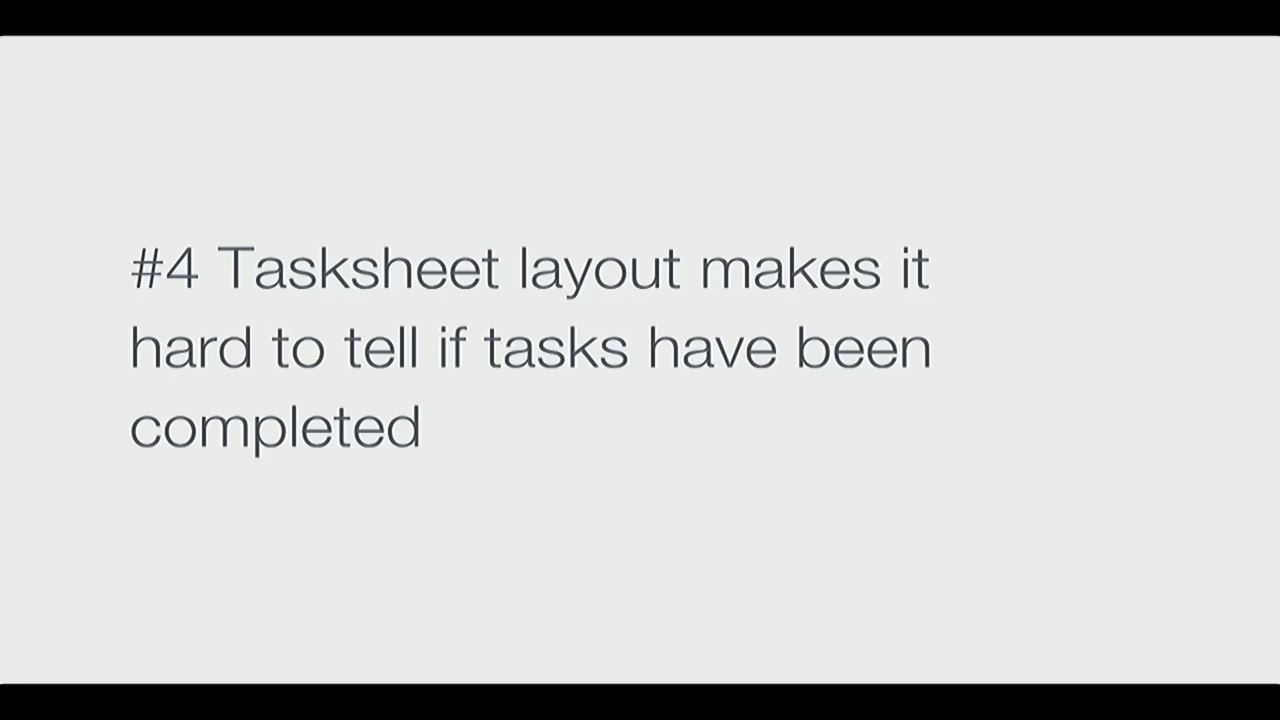 #4 Tasksheet layout makes it
hard to tell if tasks have been
completed